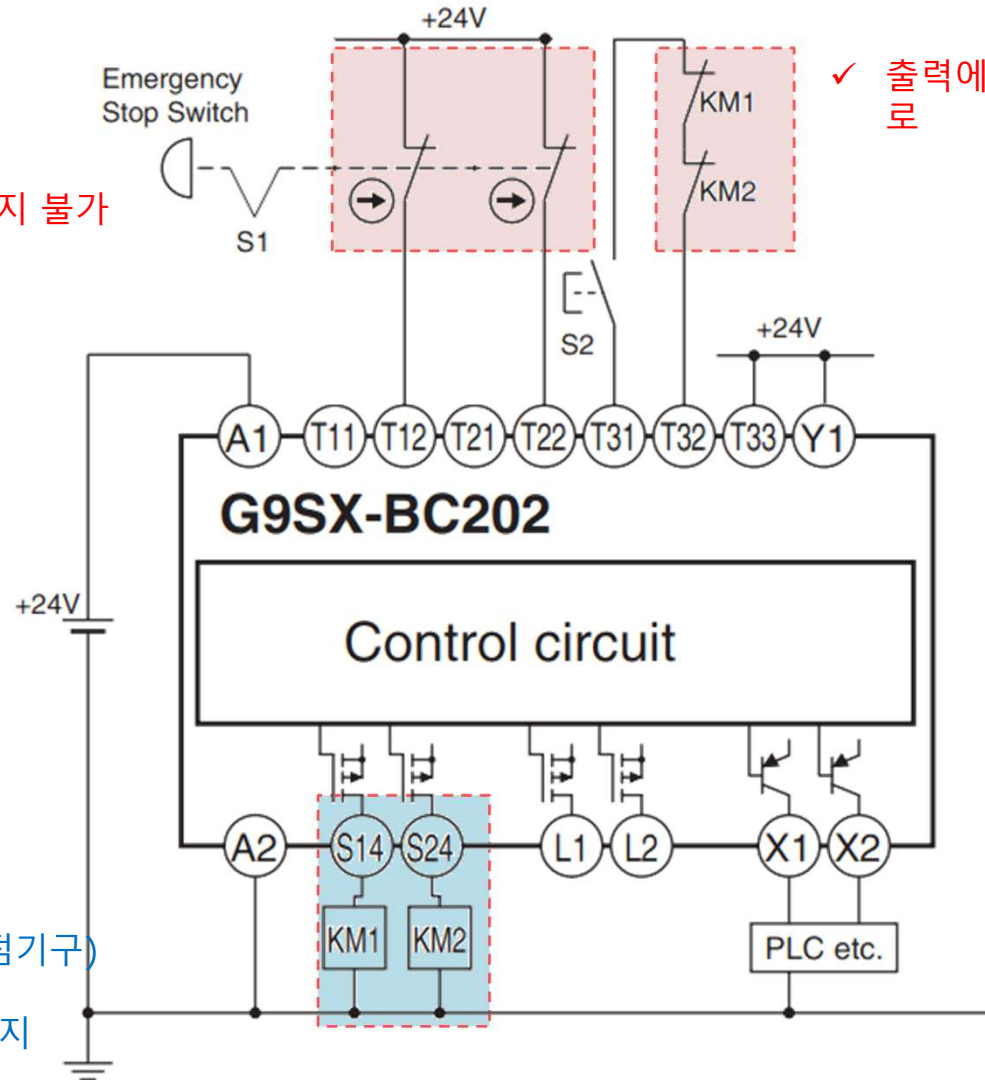 +24V
Emergency
Stop Switch
S1
KM1
KM2
✓ 출력에
로
지 불가
S2
+24V
A1 T11 T12 T21 T22 T31 T32 T33 Y1
G9SX-BC202
+24V
Control circuit
A2 S14 S24 L1 L2 X1 X2
KM1 KM2
PLC etc.
점기구)
지